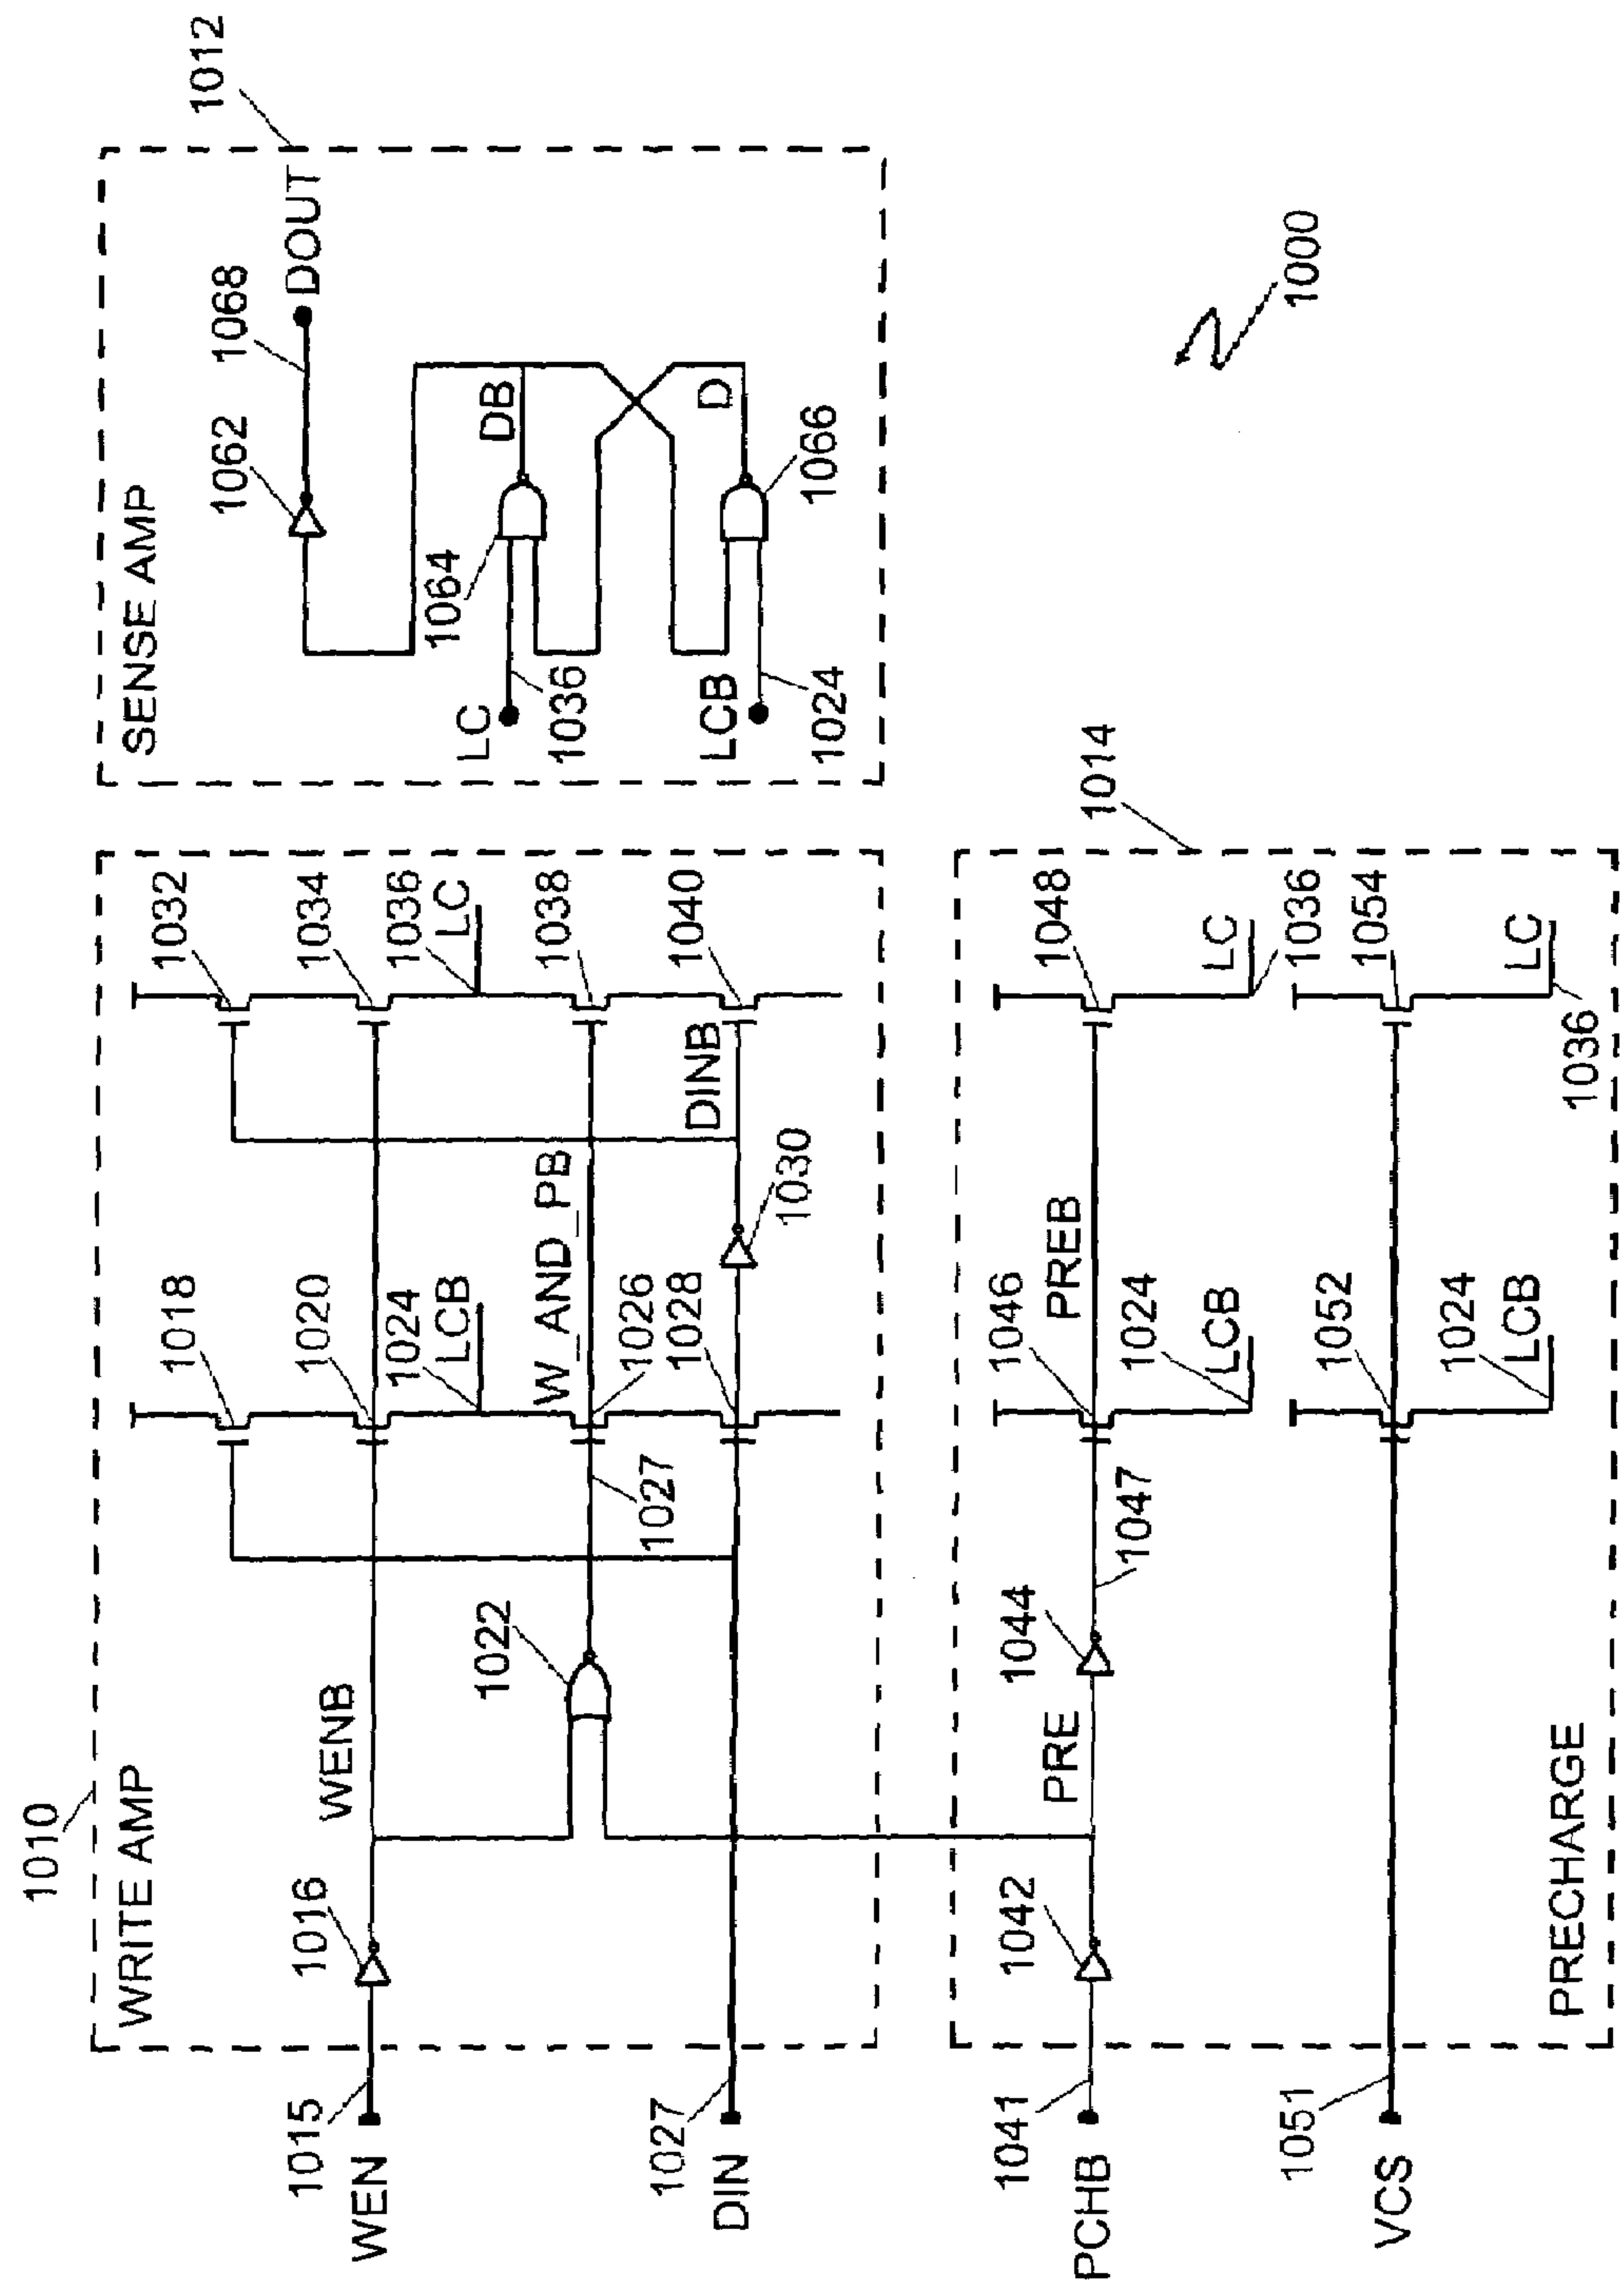 1010
WRITE AMP
1015
WEN
1016
WENB
1018
1020
1024
LCB
1022
1027
W_AND_PB
1026
1028
1027
DIN
1030
DINB
1032
1034
1036
LC
1038
1040
SENSE AMP
1012
1062
1068
DOUT
1064
DB
LC
1036
D
1066
LCB
1024
1000
1014
1041
PCHB
1042
PRE
1044
1047
1046
PREB
1048
1024
LCB
LC
1036
1051
VCS
1052
1054
1024
LCB
LC
1036
PRECHARGE